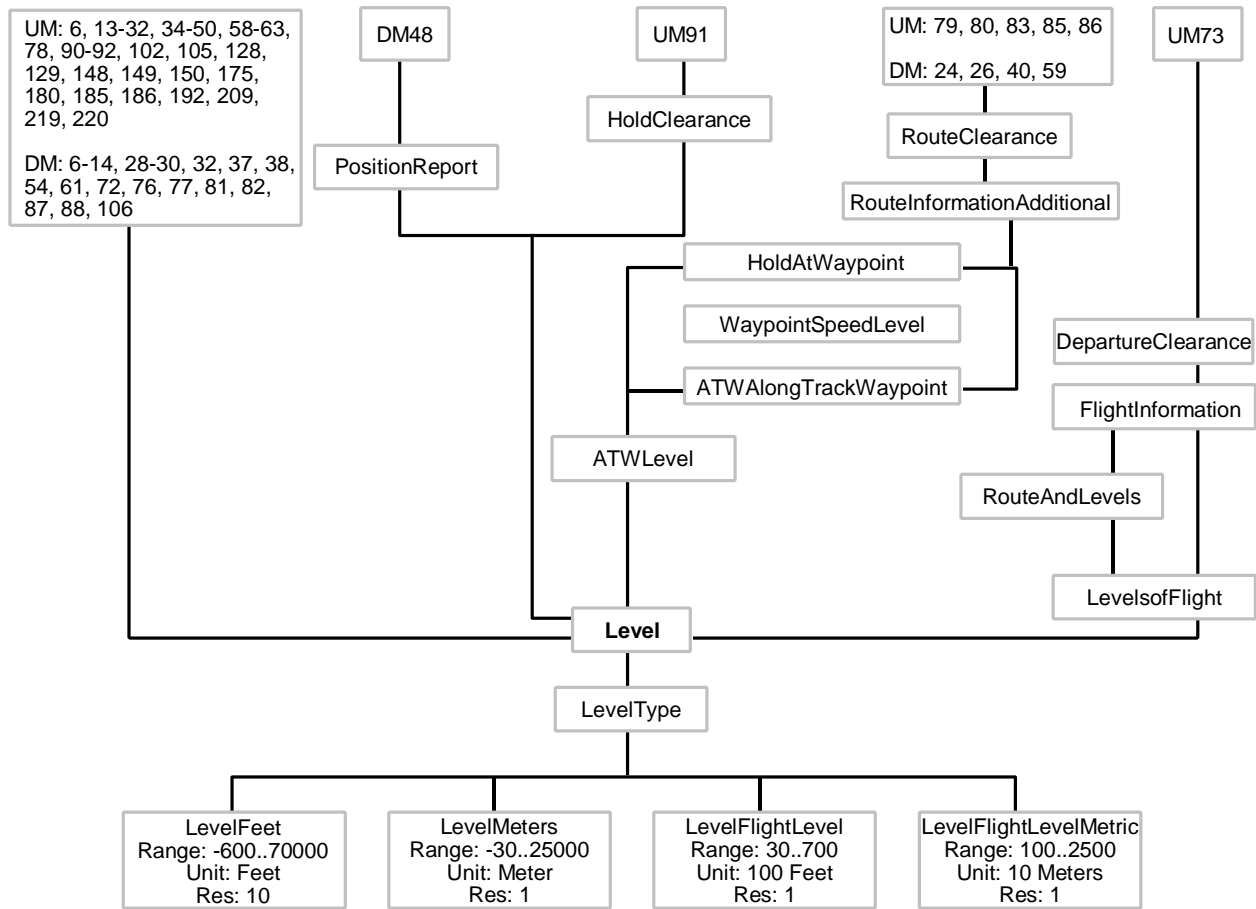 UM: 6, 13-32, 34-50, 58-63,
78, 90-92, 102, 105, 128,
129, 148, 149, 150, 175,
180, 185, 186, 192, 209,
219, 220
DM: 6-14, 28-30, 32, 37, 38,
54, 61, 72, 76, 77, 81, 82,
87, 88, 106
DM48
UM91
UM: 79, 80, 83, 85, 86
DM: 24, 26, 40, 59
UM73
HoldClearance
RouteClearance
PositionReport
RouteInformationAdditional
HoldAtWaypoint
WaypointSpeedLevel
DepartureClearance
ATWAlongTrackWaypoint
FlightInformation
ATWLevel
RouteAndLevels
LevelsofFlight
Level
LevelType
LevelFeet
Range: -600..70000
Unit: Feet
Res: 10
LevelMeters
Range: -30..25000
Unit: Meter
Res: 1
LevelFlightLevel
Range: 30..700
Unit: 100 Feet
Res: 1
LevelFlightLevelMetric
Range: 100..2500
Unit: 10 Meters
Res: 1